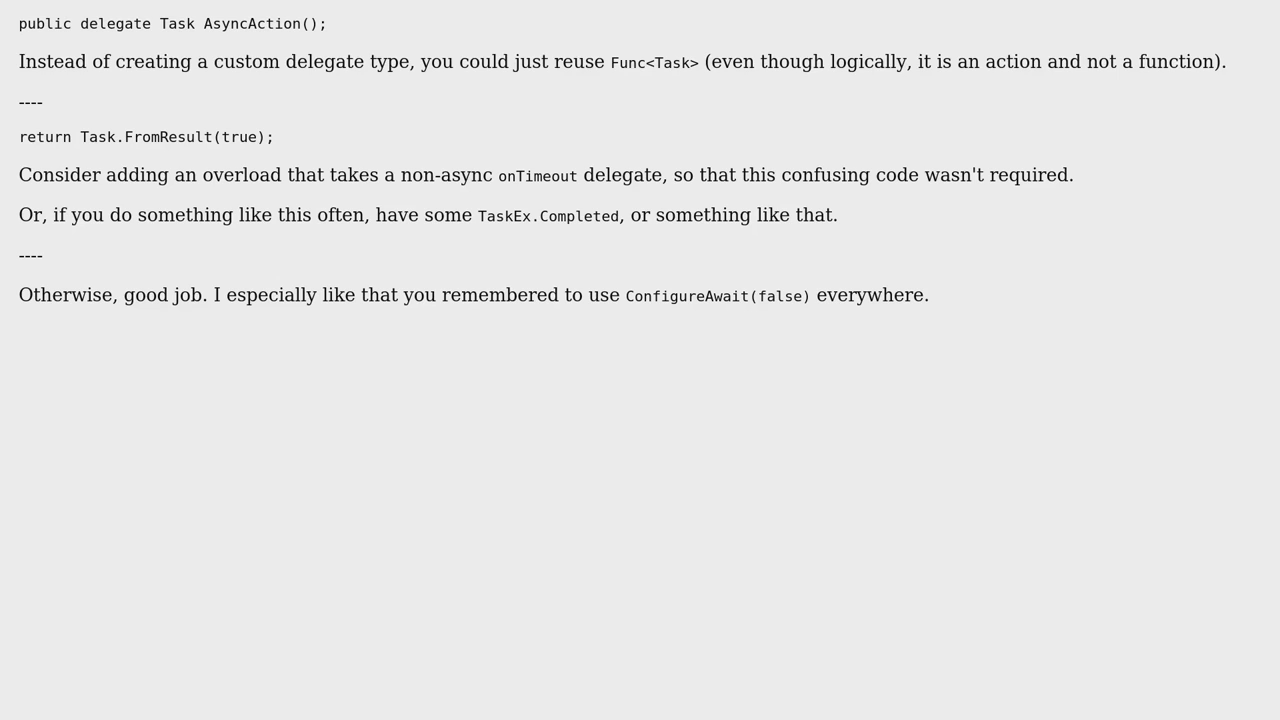 public delegate Task AsyncAction();
Instead of creating a custom delegate type, you could just reuse Func<Task> (even though logically, it is an action and not a function).
----
return Task.FromResult(true);
Consider adding an overload that takes a non-async onTimeout delegate, so that this confusing code wasn't required.
Or, if you do something like this often, have some TaskEx.Completed, or something like that.
----
Otherwise, good job. I especially like that you remembered to use ConfigureAwait(false) everywhere.